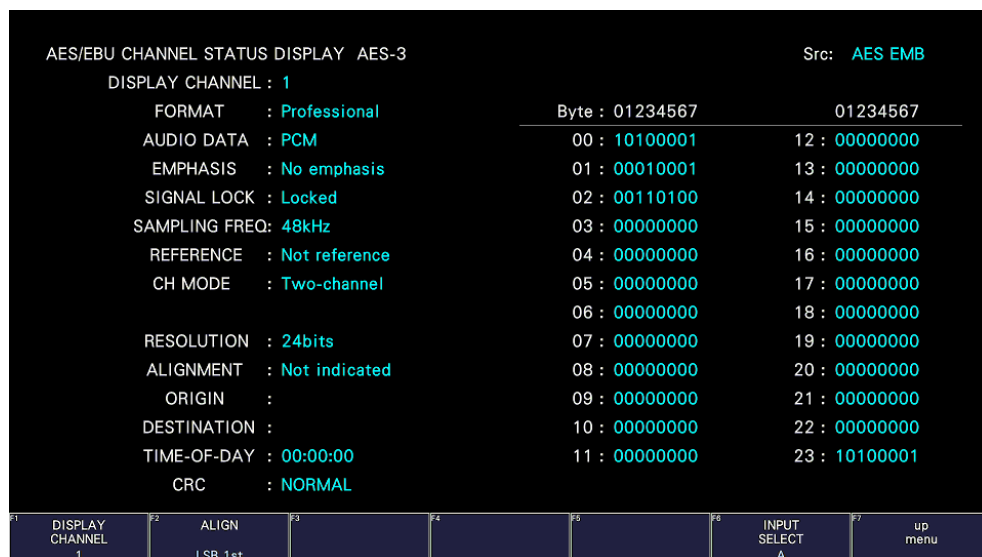 AES/EBU CHANNEL STATUS DISPLAY AES-3 Src: AES EMB
DISPLAY CHANNEL : 1
FORMAT : Professional Byte : 01234567 01234567
AUDIO DATA : PCM 00 : 10100001 12 : 00000000
EMPHASIS : No emphasis 01 : 00010001 13 : 00000000
SIGNAL LOCK : Locked 02 : 00110100 14 : 00000000
SAMPLING FREQ: 48kHz 03 : 00000000 15 : 00000000
REFERENCE : Not reference 04 : 00000000 16 : 00000000
CH MODE : Two-channel 05 : 00000000 17 : 00000000
06 : 00000000 18 : 00000000
RESOLUTION : 24bits 07 : 00000000 19 : 00000000
ALIGNMENT : Not indicated 08 : 00000000 20 : 00000000
ORIGIN : 09 : 00000000 21 : 00000000
DESTINATION : 10 : 00000000 22 : 00000000
TIME-OF-DAY : 00:00:00 11 : 00000000 23 : 10100001
CRC : NORMAL
F1 DISPLAY F2 ALIGN F3 F4 F5 F6 INPUT F7 up
CHANNEL SELECT menu
1 LSB 1st A